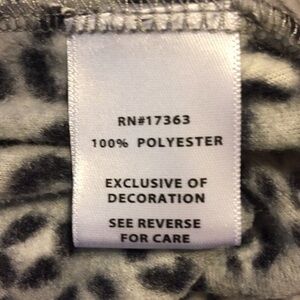 RN#17363
100% POLYESTER
EXCLUSIVE OF
DECORATION
SEE REVERSE
FOR CARE